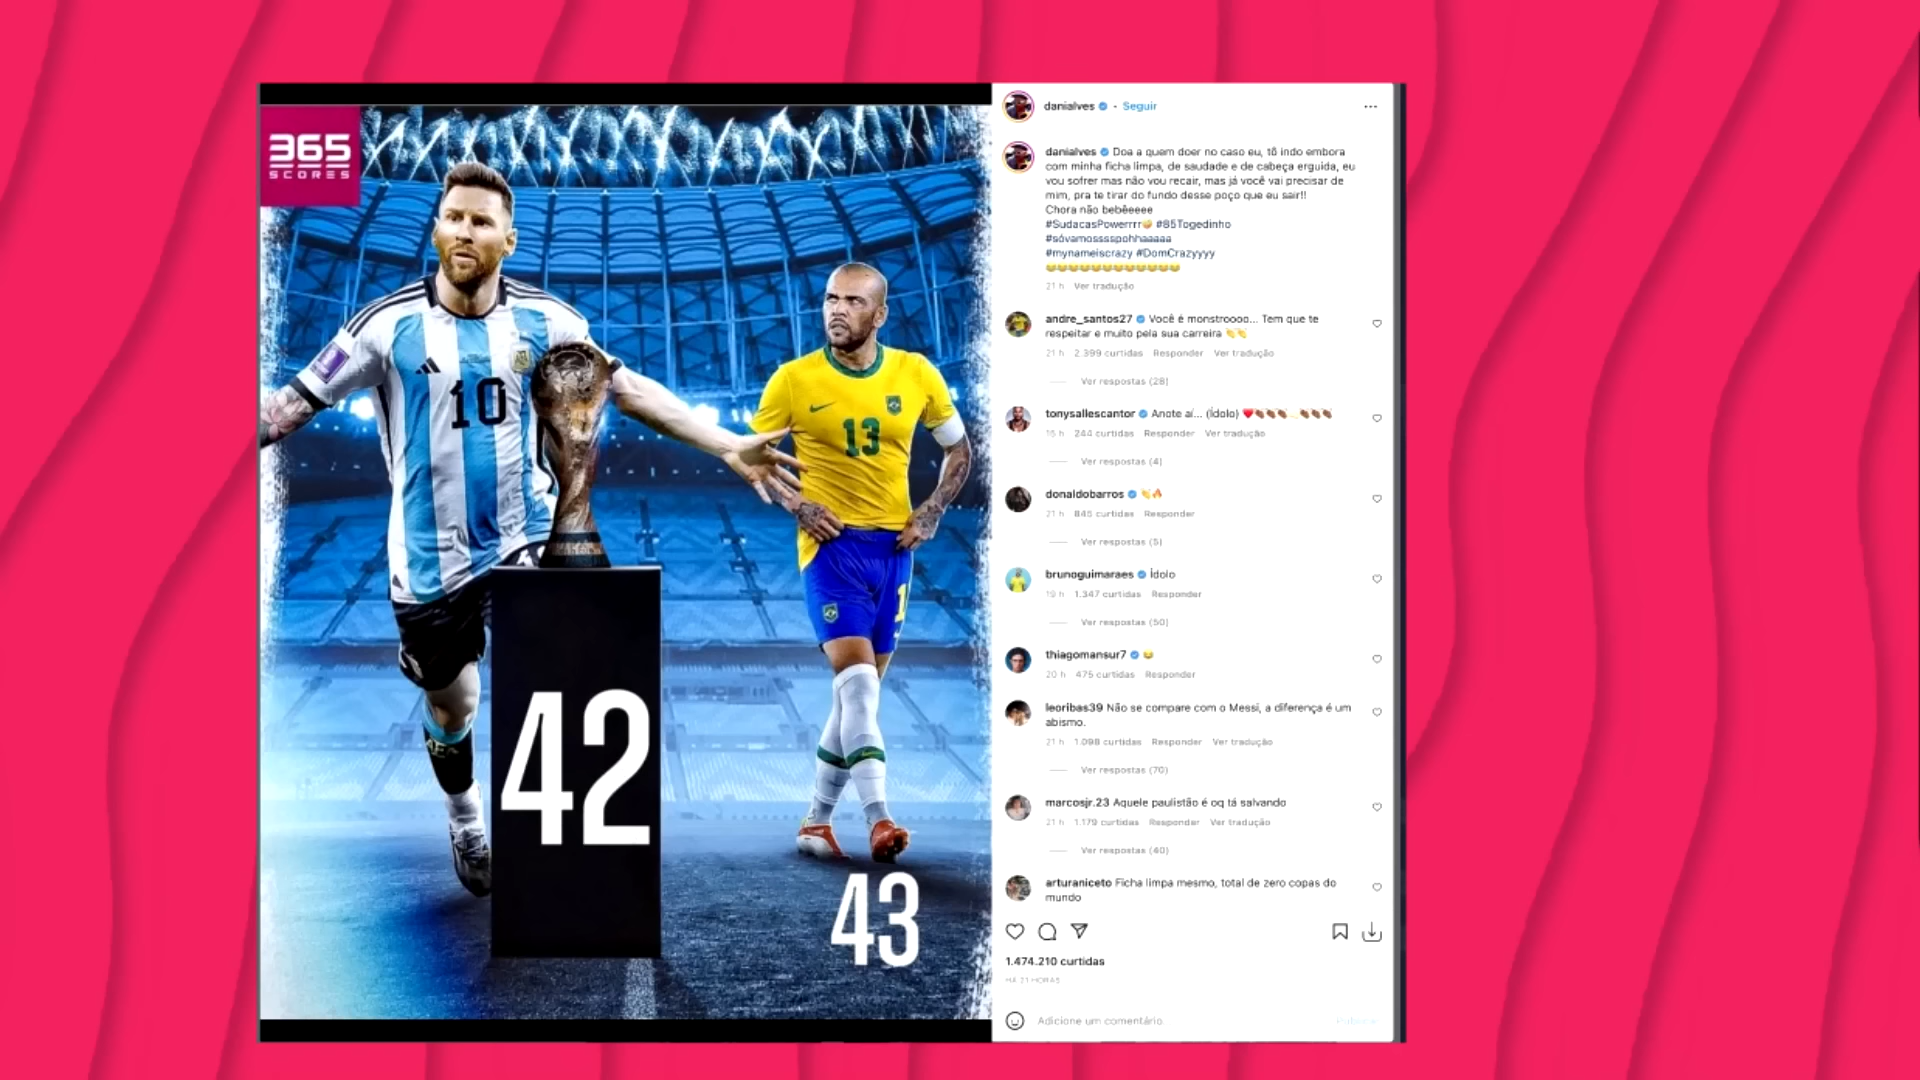 365
SCORES
10
13
1
42
43
danialves • Seguir
danialves Doa a quem doer no caso eu, tô indo embora
com minha ficha limpa, de saudade e de cabeça erguida, eu
vou sofrer mas não vou recair, mas já você vai precisar de
mim, pra te tirar do fundo desse poço que eu sair!!
Chora não bebêeeee
#SudacasPowerrrr #85Togedinho
#sóvamosssspohhaaaaa
#mynameiscrazy #DomCrazyyyy
21 h Ver tradução
andre_santos27 Você é monstroooo... Tem que te
respeitar e muito pela sua carreira
21 h 2.399 curtidas Responder Ver tradução
Ver respostas (28)
tonysallescantor Anote aí... (Ídolo)
15 h 244 curtidas Responder Ver tradução
Ver respostas (4)
donaldobarros
21 h 845 curtidas Responder
Ver respostas (5)
brunoguimaraes Ídolo
19 h 1.347 curtidas Responder
Ver respostas (50)
thiagomansur7
20 h 475 curtidas Responder
leoribas39 Não se compare com o Messi, a diferença é um
abismo.
21 h 1.098 curtidas Responder Ver tradução
Ver respostas (70)
marcosjr.23 Aquele paulistão é oq tá salvando
21 h 1.179 curtidas Responder Ver tradução
Ver respostas (40)
arturaniceto Ficha limpa mesmo, total de zero copas do
mundo
1.474.210 curtidas
HÁ 21 HORAS
Adicione um comentário.